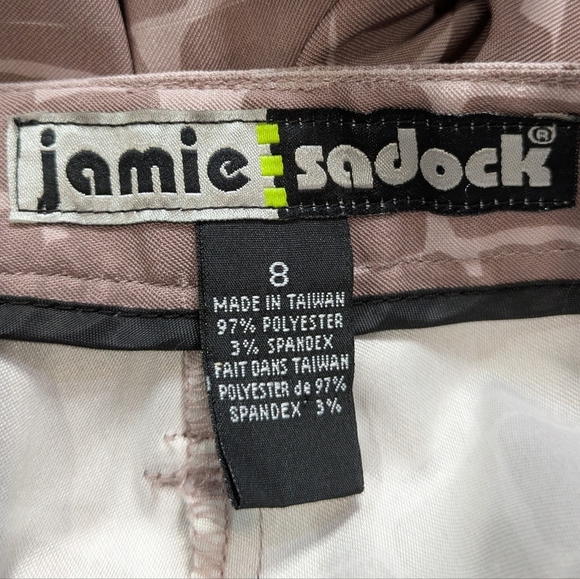 jamie sadock®
8
MADE IN TAIWAN
97% POLYESTER
3% SPANDEX
FAIT DANS TAIWAN
POLYESTER de 97%
SPANDEX 3%